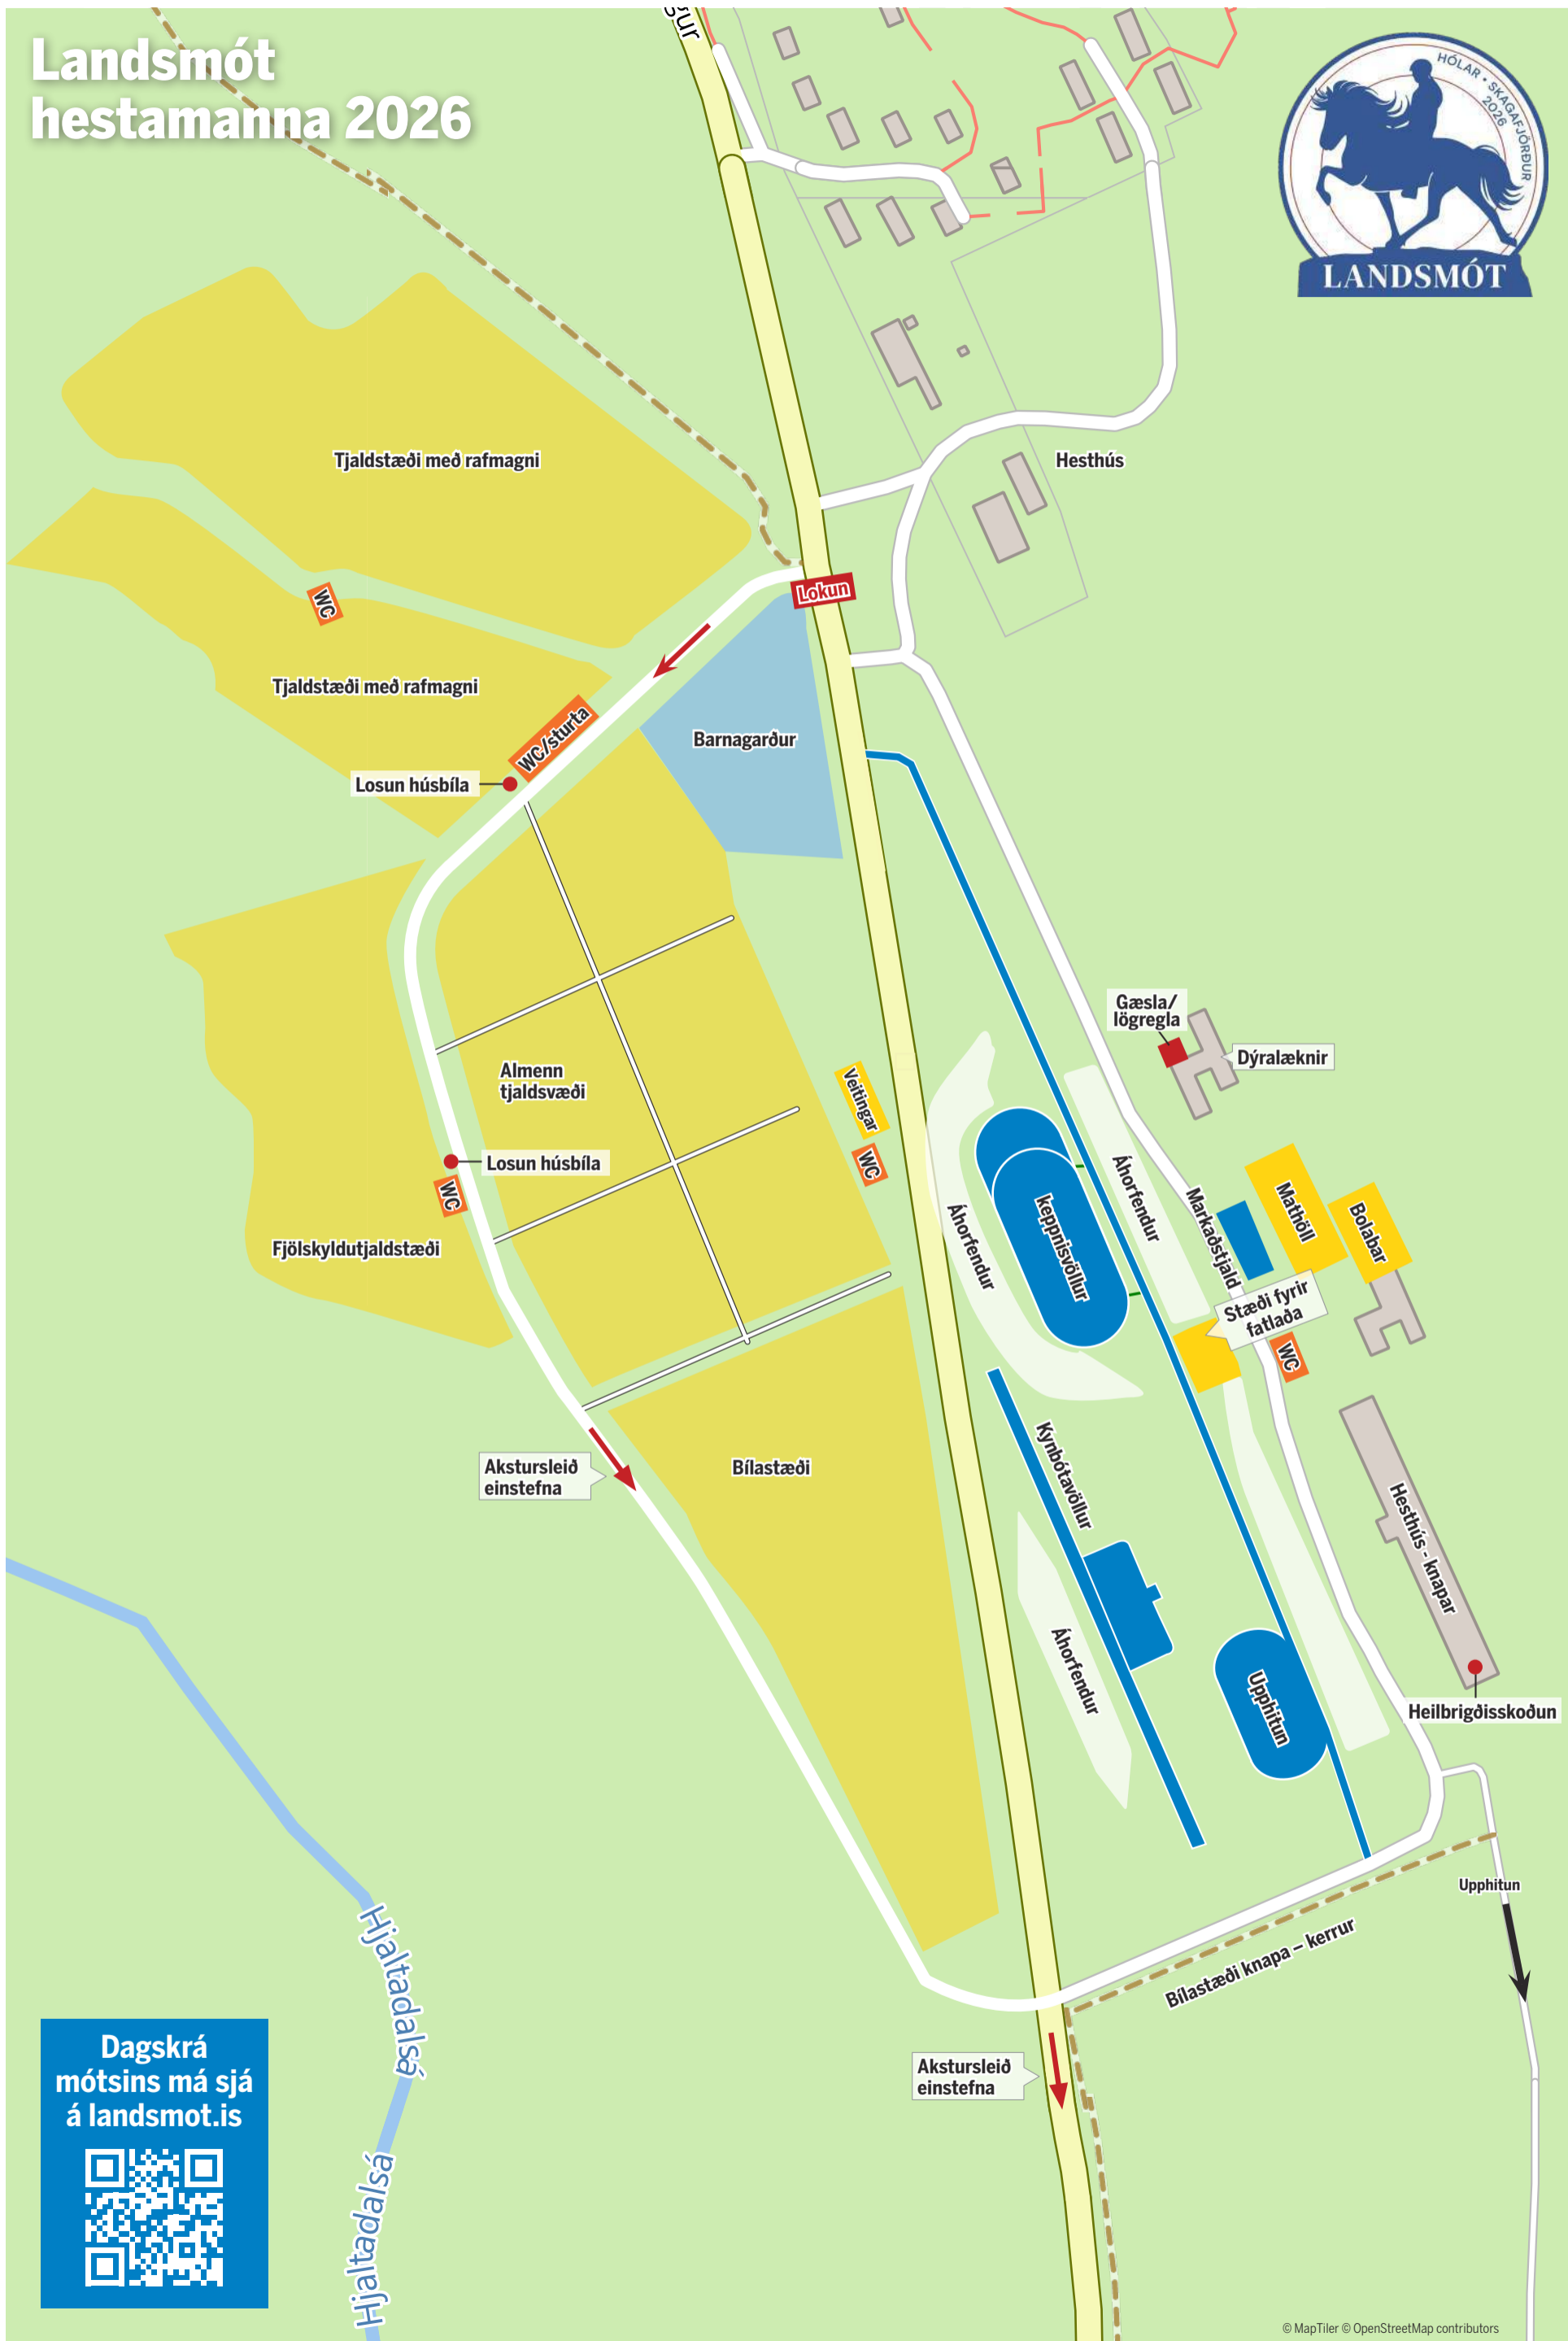 Landsmót
hestamanna 2026
gur
HÓLAR • SKAGAFJÖRÐUR
2026
LANDSMÓT
Tjaldstæði með rafmagni
Hesthús
Lokun
WC
Tjaldstæði með rafmagni
WC/sturta
Barnagarður
Losun húsbíla
Gæsla/
lögregla
Dýralæknir
Almenn
tjaldsvæði
Veitingar
WC
Losun húsbíla
WC
Fjölskyldutjaldstæði
Áhorfendur
keppnisvöllur
Áhorfendur
Markaðstjald
Mathöll
Bolabar
Stæði fyrir
fatlaða
WC
Akstursleið
einstefna
Bílastæði
Kynbótavöllur
Hesthús - knapar
Áhorfendur
Upphitun
Heilbrigðisskoðun
Upphitun
Bílastæði knapa – kerrur
Hjaltadalsá
Akstursleið
einstefna
Dagskrá
mótsins má sjá
á landsmot.is
Hjaltadalsá
© MapTiler © OpenStreetMap contributors